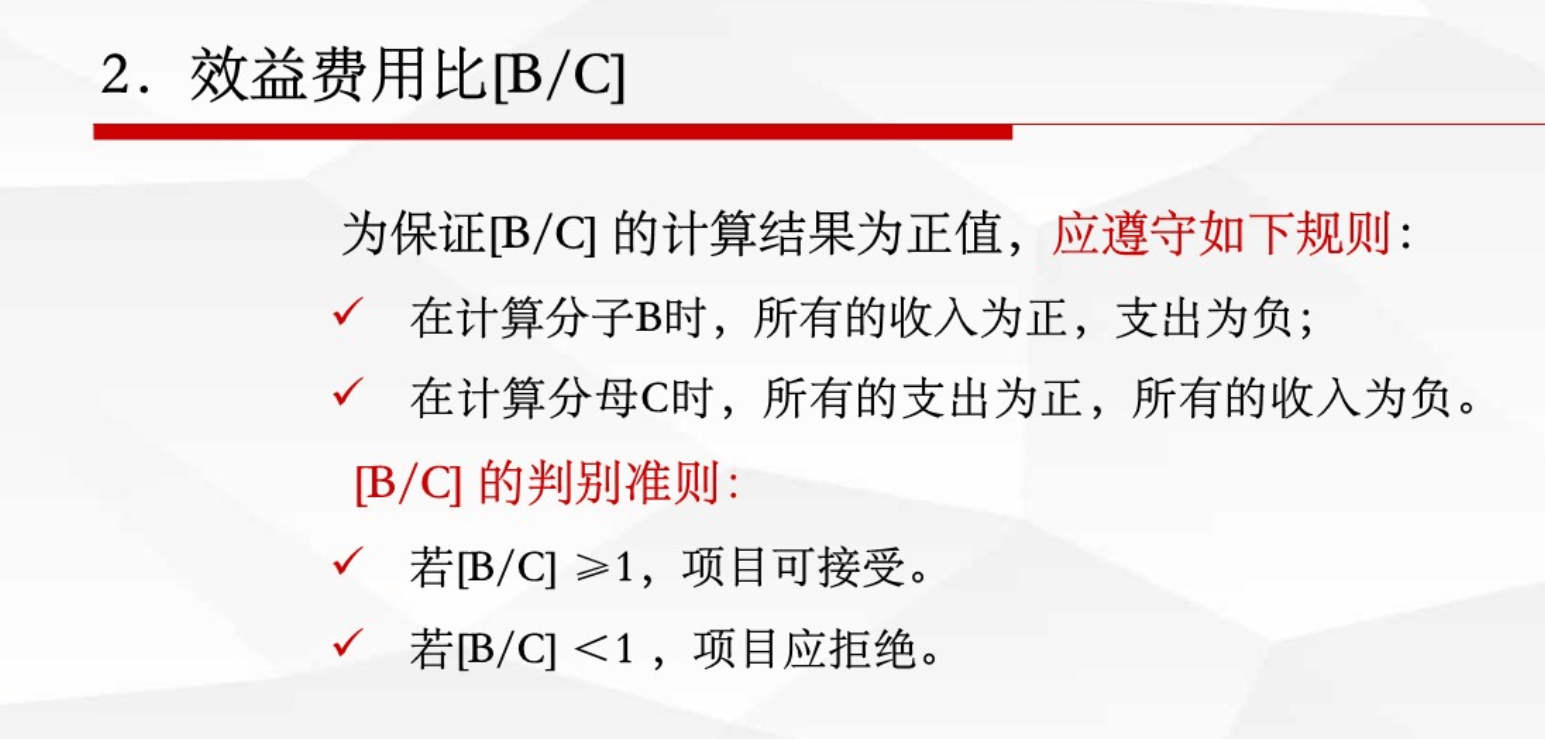 2. 效益费用比[B/C]
为保证[B/C] 的计算结果为正值，应遵守如下规则：
✓ 在计算分子B时，所有的收入为正，支出为负；
✓ 在计算分母C时，所有的支出为正，所有的收入为负。
[B/C] 的判别准则：
✓ 若[B/C] ⩾1，项目可接受。
✓ 若[B/C] ＜1 ，项目应拒绝。